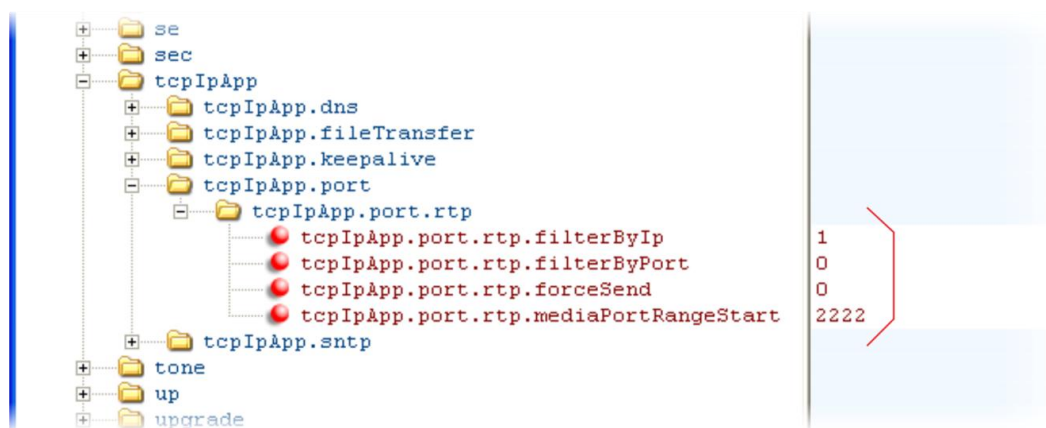 se
sec
tcpIpApp
tcpIpApp.dns
tcpIpApp.fileTransfer
tcpIpApp.keepalive
tcpIpApp.port
tcpIpApp.port.rtp
tcpIpApp.port.rtp.filterByIp 1
tcpIpApp.port.rtp.filterByPort 0
tcpIpApp.port.rtp.forceSend 0
tcpIpApp.port.rtp.mediaPortRangeStart 2222
tcpIpApp.sntp
tone
up
upgrade